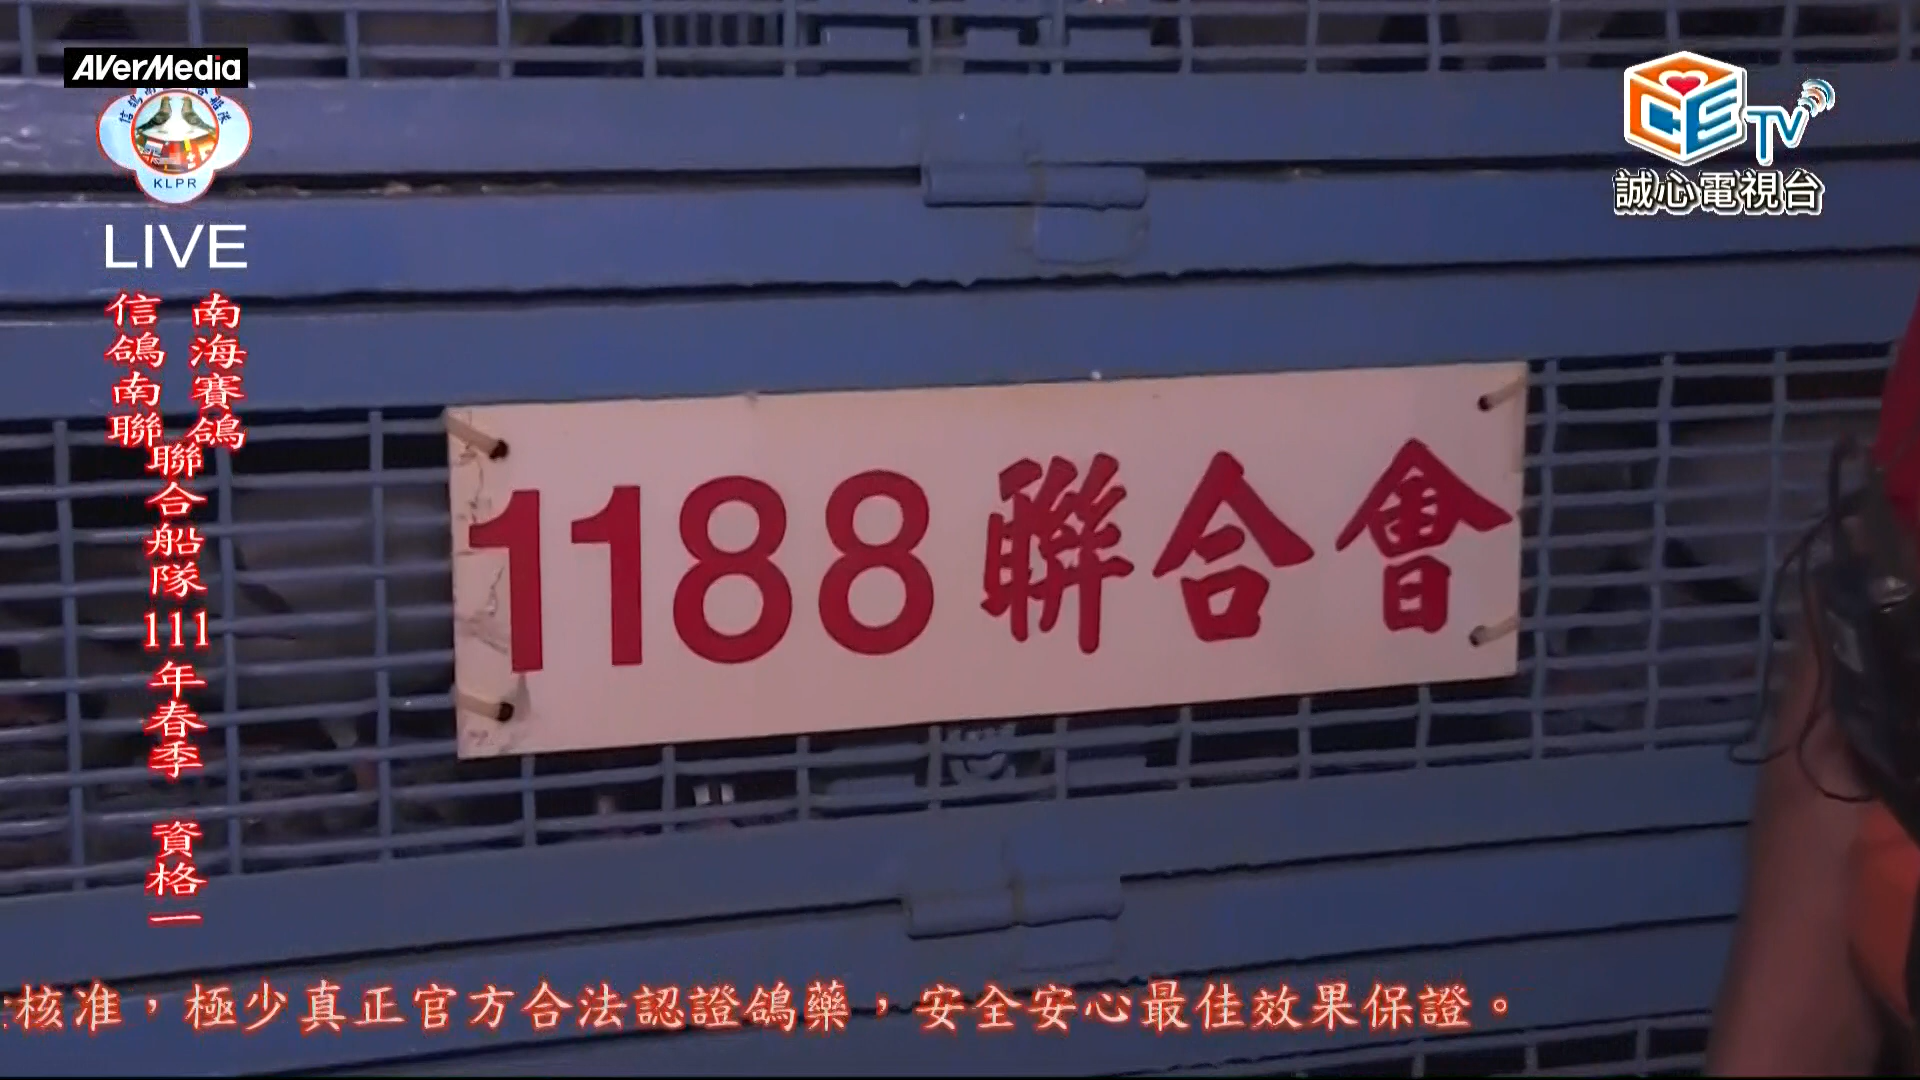 AVerMedia
KLPR
LIVE
南海賽鴿
信鴿南聯
聯合船隊111年春季 資格一
CETV
誠心電視台
1188聯合會
核准，極少真正官方合法認證鴿藥，安全安心最佳效果保證。